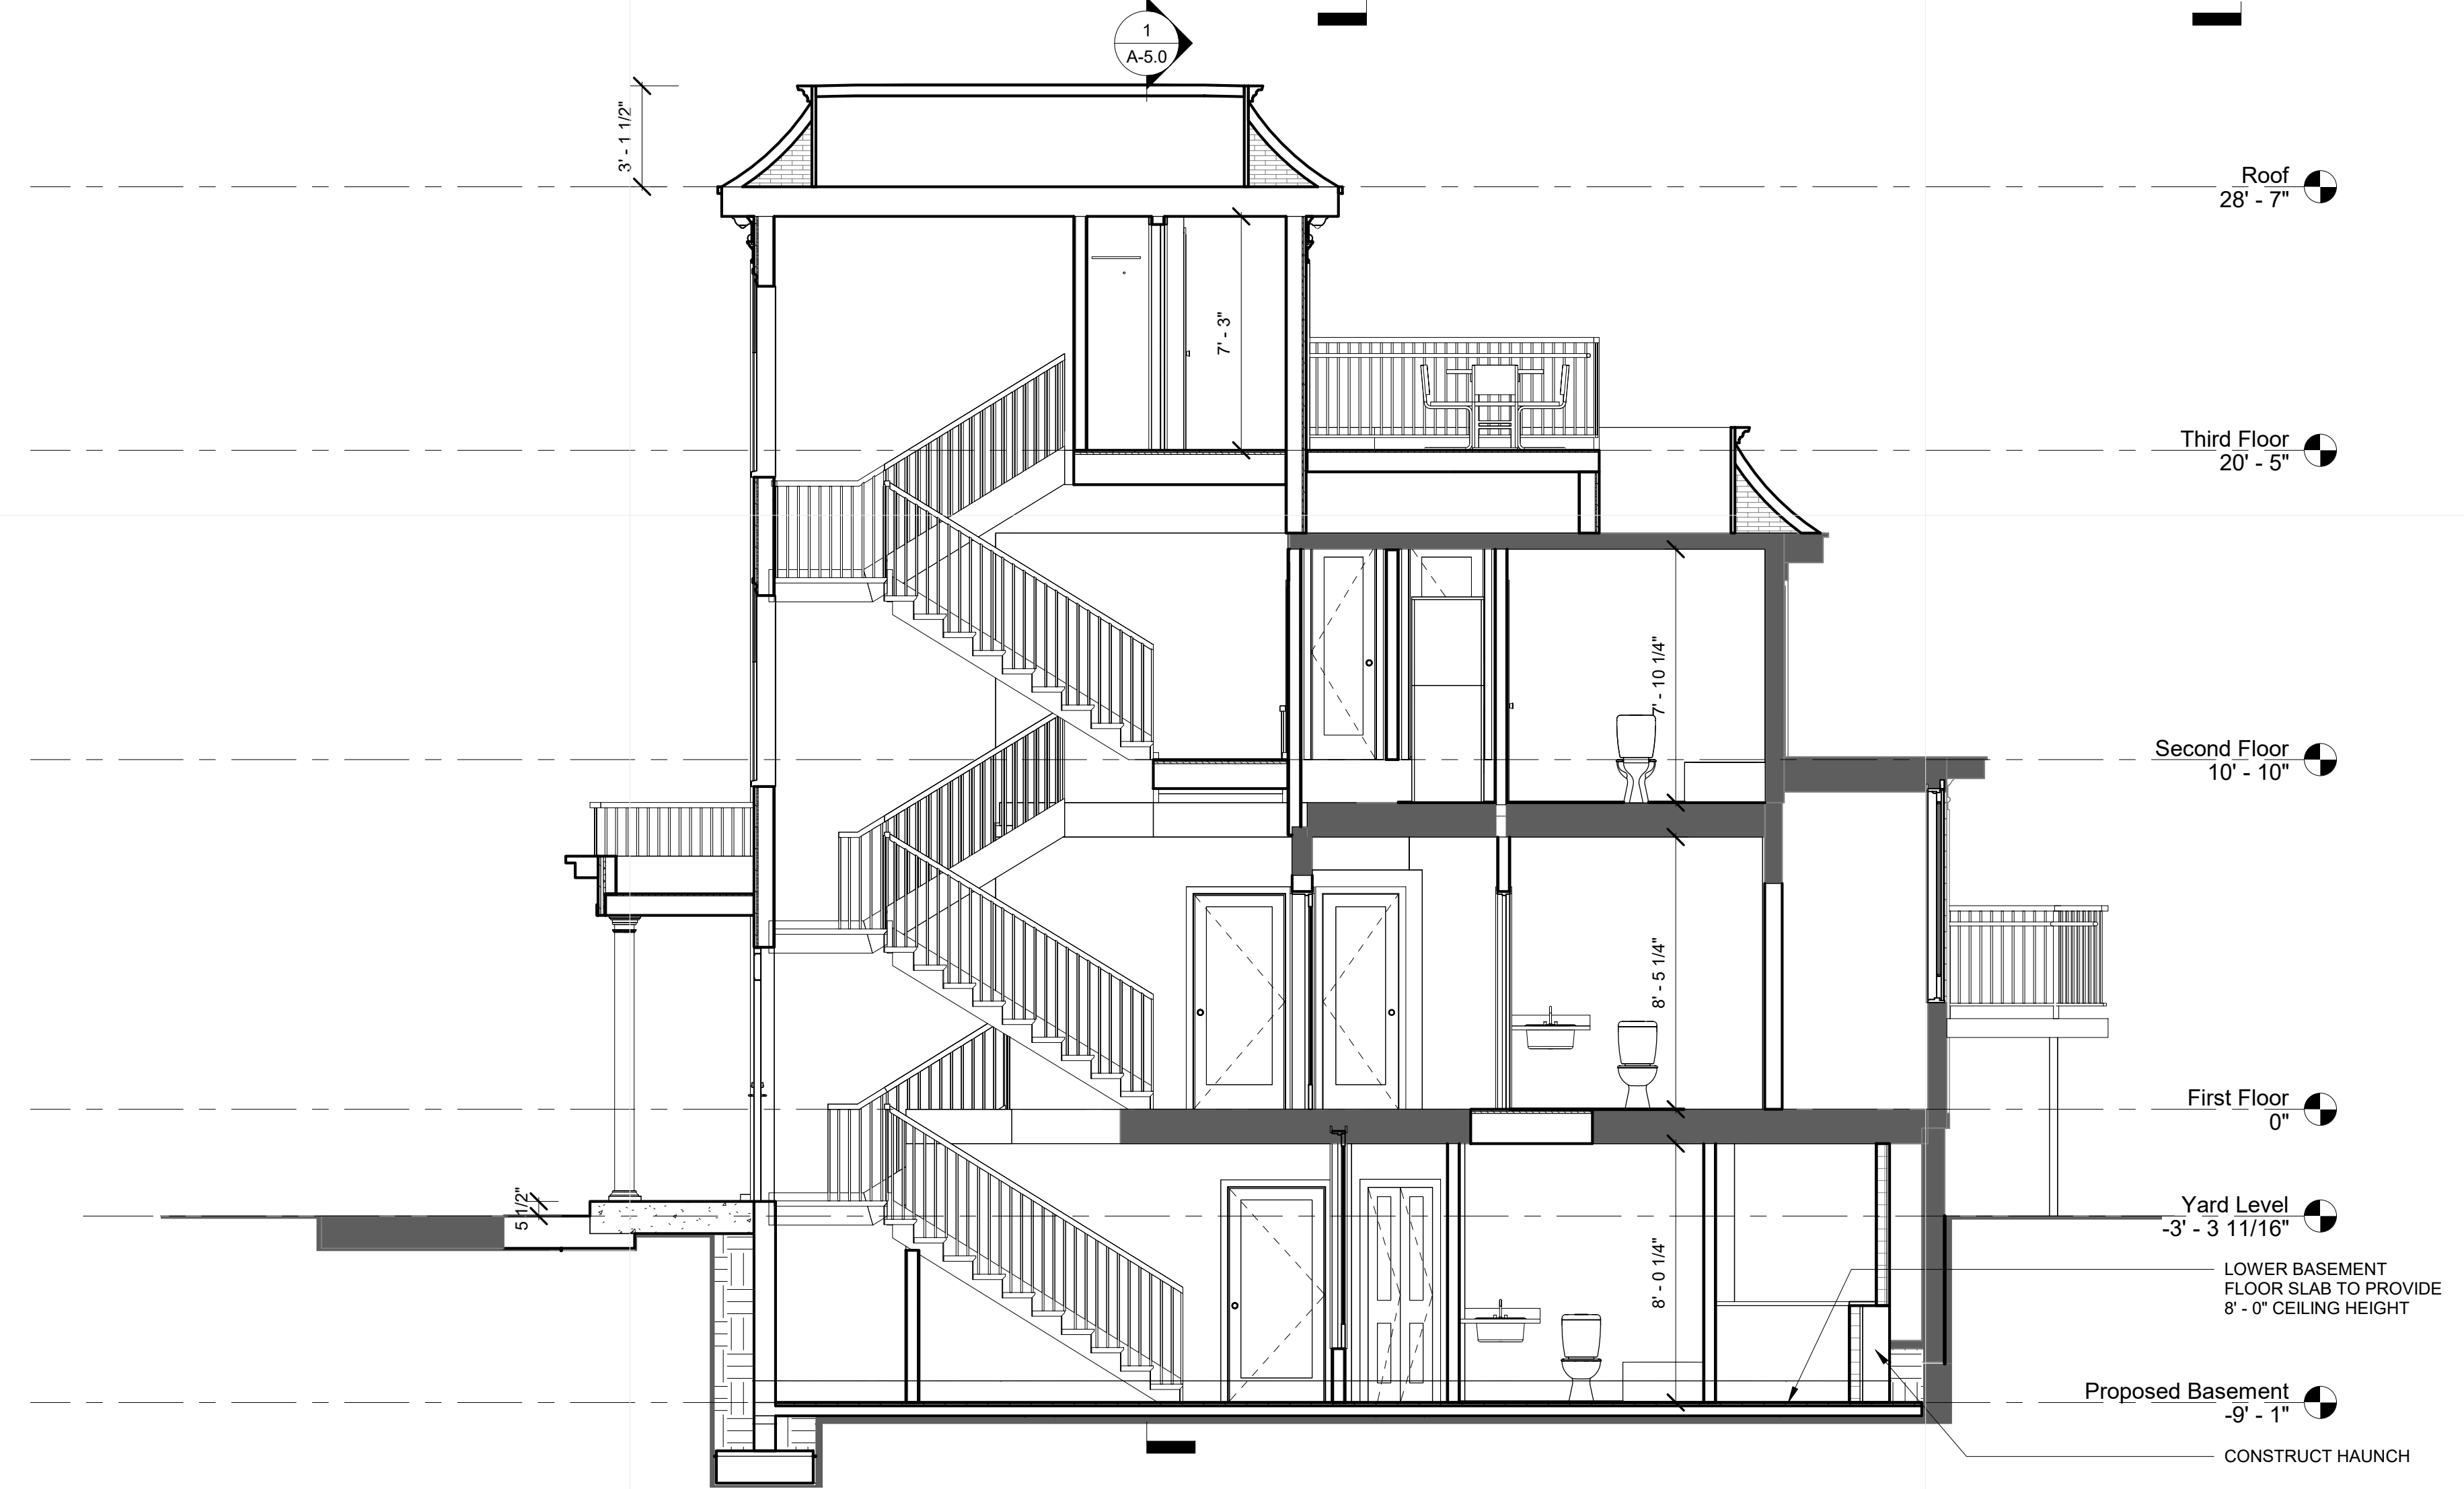 1
A-5.0
3' - 1 1/2"
Roof
28' - 7"
7' - 3"
Third Floor
20' - 5"
7' - 10 1/4"
Second Floor
10' - 10"
8' - 5 1/4"
First Floor
0"
5 1/2"
Yard Level
-3' - 3 11/16"
8' - 0 1/4"
LOWER BASEMENT
FLOOR SLAB TO PROVIDE
8' - 0" CEILING HEIGHT
Proposed Basement
-9' - 1"
CONSTRUCT HAUNCH